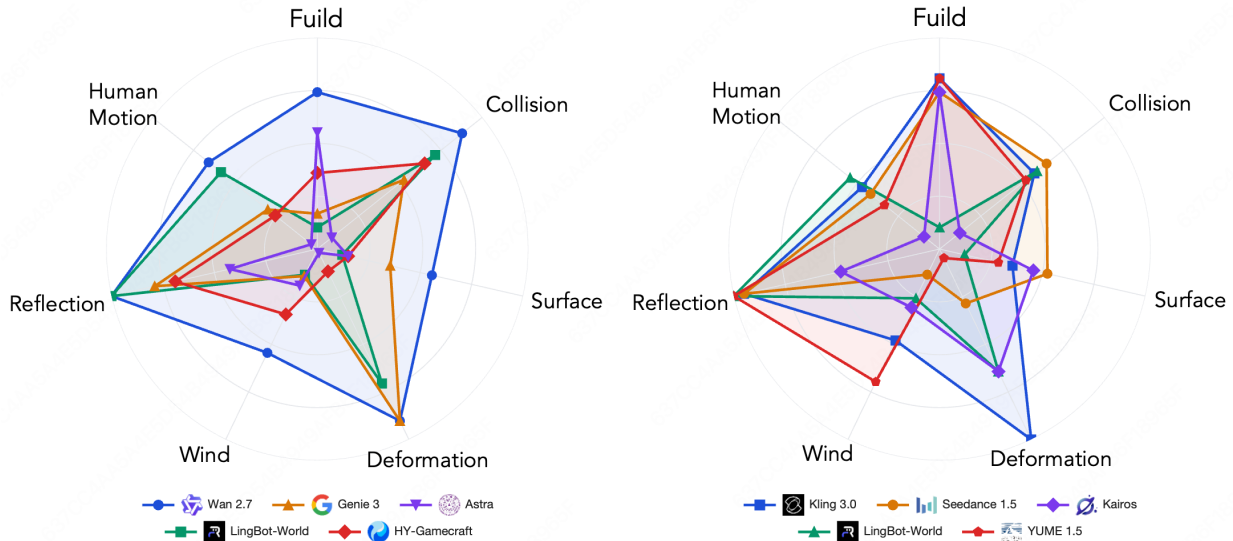 Fuild
Human
Motion
Collision
Reflection
Surface
Wind
Deformation
Wan 2.7
Genie 3
Astra
LingBot-World
HY-Gamecraft
Fuild
Human
Motion
Collision
Reflection
Surface
Wind
Deformation
Kling 3.0
Seedance 1.5
Kairos
LingBot-World
YUME 1.5